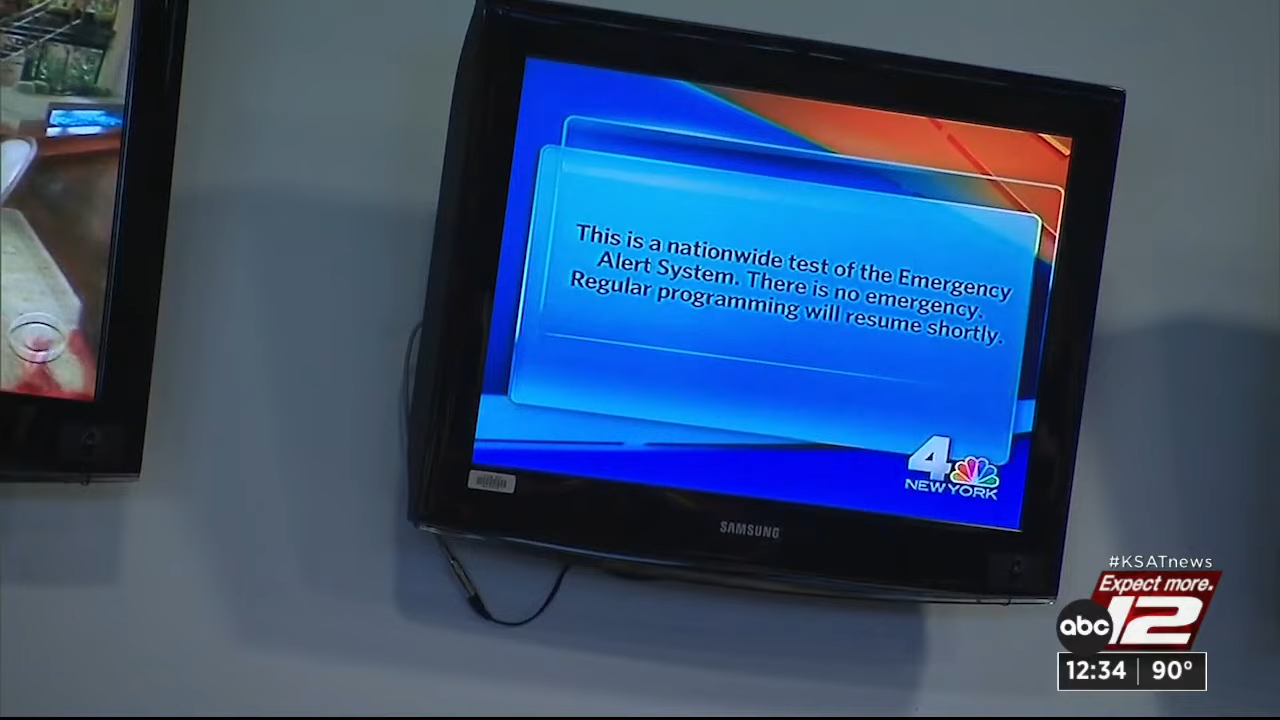 This is a nationwide test of the Emergency
Alert System. There is no emergency.
Regular programming will resume shortly.
4
NEW YORK
SAMSUNG
#KSATnews
Expect more.
abc 12
12:34 90°